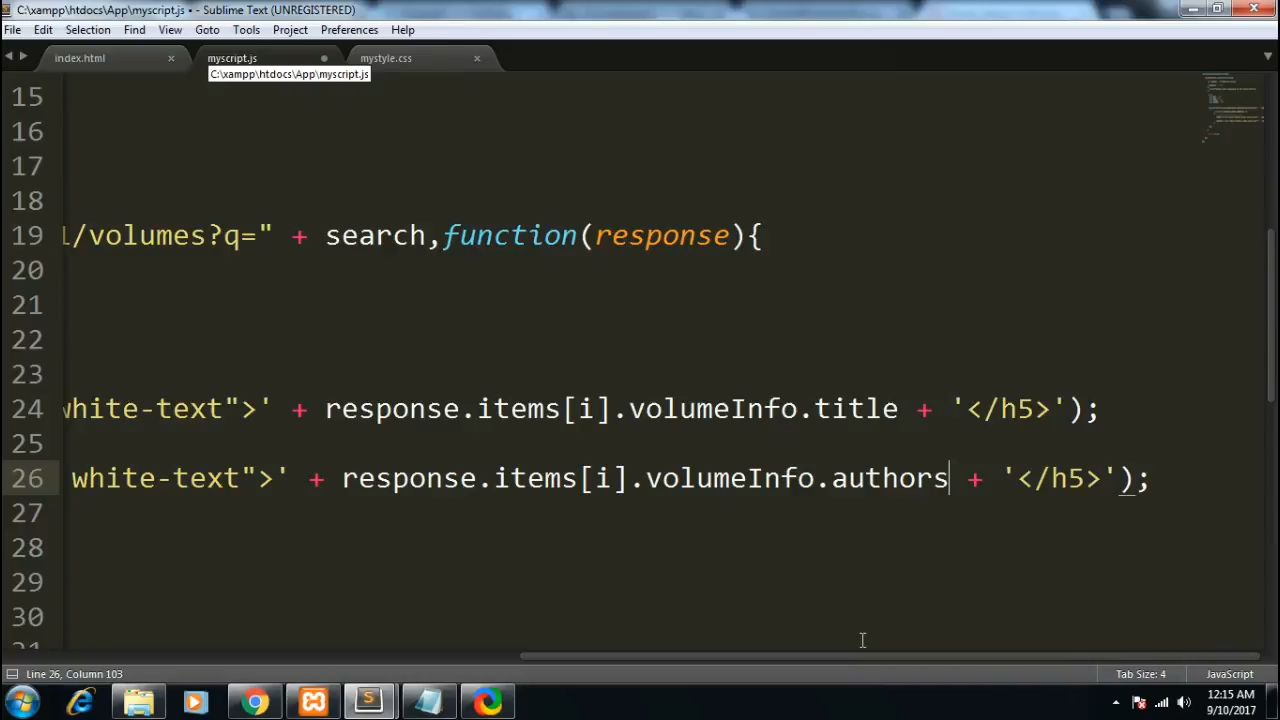 C:\xampp\htdocs\App\myscript.js • - Sublime Text (UNREGISTERED)
File Edit Selection Find View Goto Tools Project Preferences Help
index.html × myscript.js mystyle.css ×
C:\xampp\htdocs\App\myscript.js
15
16
17
18
19 1/volumes?q=" + search,function(response){
20
21
22
23
24 white-text">' + response.items[i].volumeInfo.title + '</h5>');
25
26 white-text">' + response.items[i].volumeInfo.authors + '</h5>');
27
28
29
30
31
Line 26, Column 103 Tab Size: 4 JavaScript
12:15 AM
9/10/2017